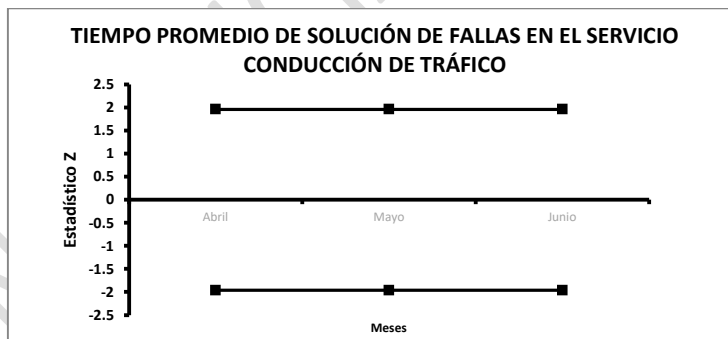 TIEMPO PROMEDIO DE SOLUCIÓN DE FALLAS EN EL SERVICIO
CONDUCCIÓN DE TRÁFICO
2.5
2
1.5
1
0.5
0
-0.5
-1
-1.5
-2
-2.5
Estadístico Z
Abril Mayo Junio
Meses